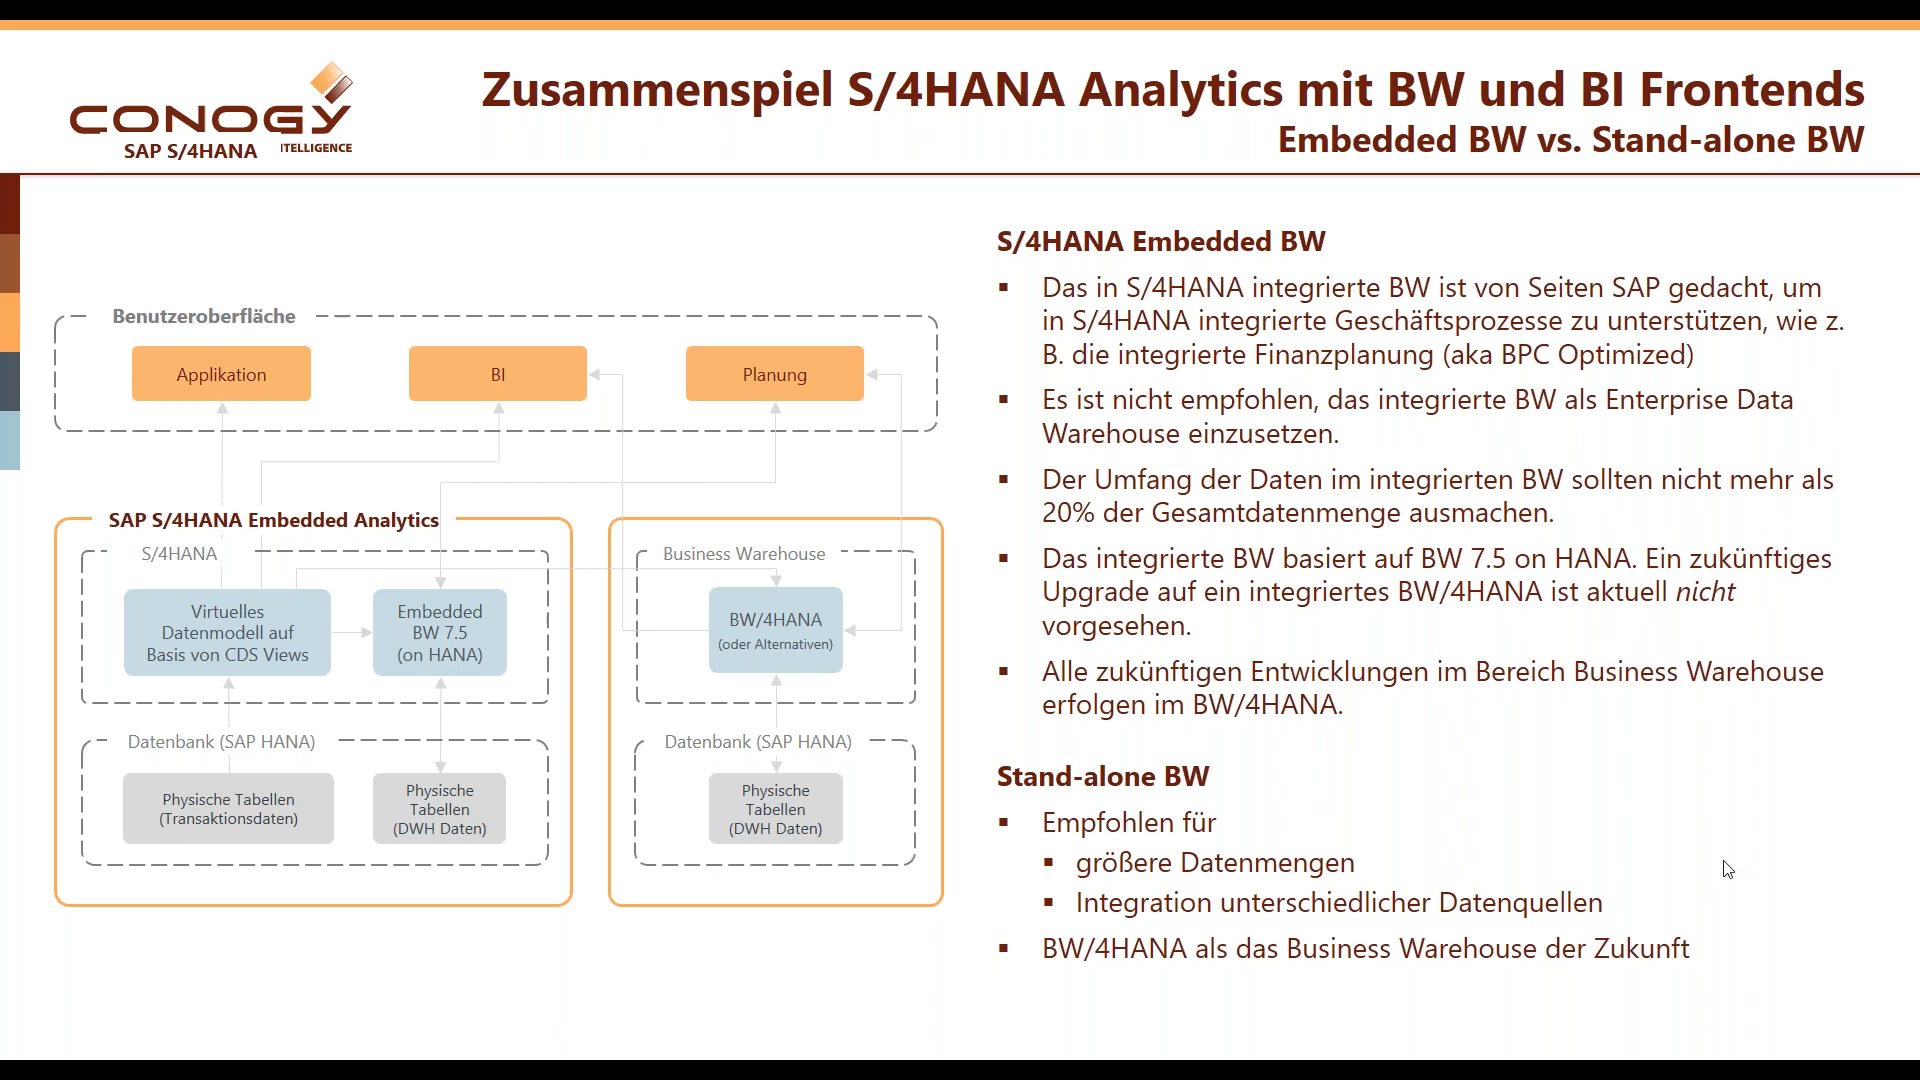 CONOGY
SAP S/4HANA
ITELLIGENCE
Zusammenspiel S/4HANA Analytics mit BW und BI Frontends
Embedded BW vs. Stand-alone BW
Benutzeroberfläche
Applikation
BI
Planung
SAP S/4HANA Embedded Analytics
S/4HANA
Virtuelles
Datenmodell auf
Basis von CDS Views
Embedded
BW 7.5
(on HANA)
Business Warehouse
BW/4HANA
(oder Alternativen)
Datenbank (SAP HANA)
Physische Tabellen
(Transaktionsdaten)
Physische
Tabellen
(DWH Daten)
Datenbank (SAP HANA)
Physische
Tabellen
(DWH Daten)
S/4HANA Embedded BW
▪ Das in S/4HANA integrierte BW ist von Seiten SAP gedacht, um
in S/4HANA integrierte Geschäftsprozesse zu unterstützen, wie z.
B. die integrierte Finanzplanung (aka BPC Optimized)
▪ Es ist nicht empfohlen, das integrierte BW als Enterprise Data
Warehouse einzusetzen.
▪ Der Umfang der Daten im integrierten BW sollten nicht mehr als
20% der Gesamtdatenmenge ausmachen.
▪ Das integrierte BW basiert auf BW 7.5 on HANA. Ein zukünftiges
Upgrade auf ein integriertes BW/4HANA ist aktuell nicht
vorgesehen.
▪ Alle zukünftigen Entwicklungen im Bereich Business Warehouse
erfolgen im BW/4HANA.
Stand-alone BW
▪ Empfohlen für
▪ größere Datenmengen
▪ Integration unterschiedlicher Datenquellen
▪ BW/4HANA als das Business Warehouse der Zukunft